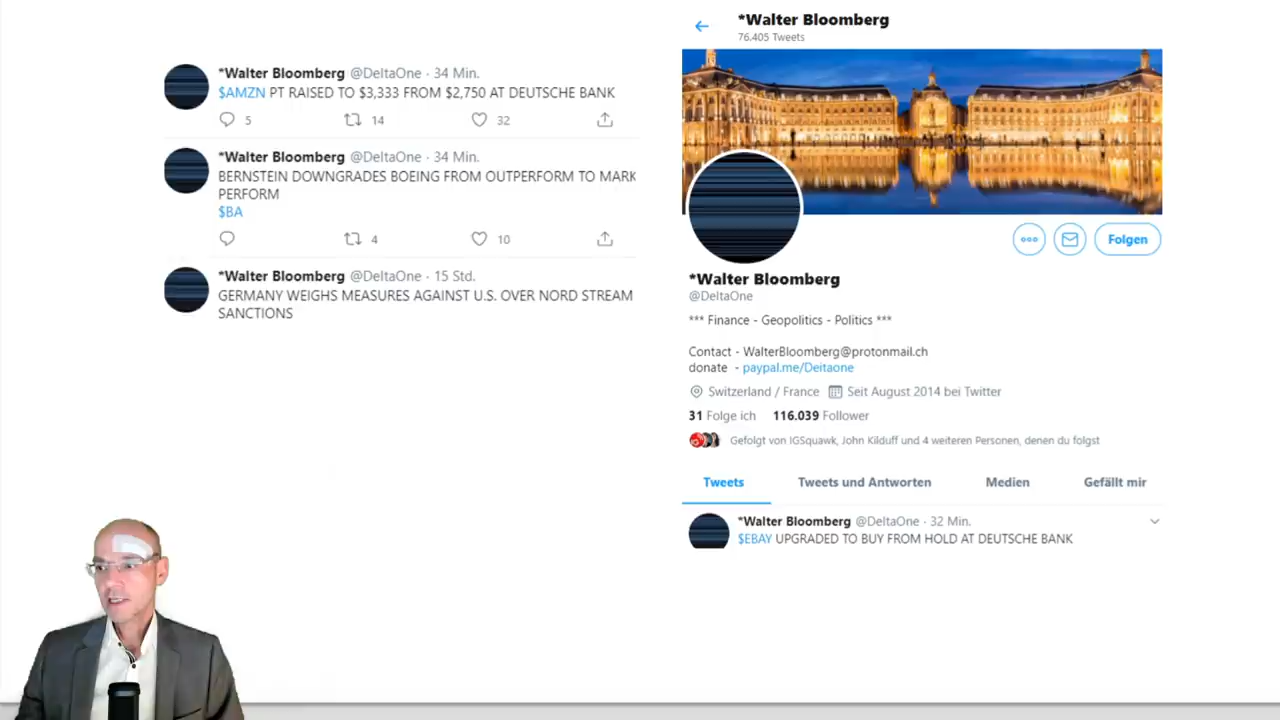 *Walter Bloomberg @DeltaOne · 34 Min.
$AMZN PT RAISED TO $3,333 FROM $2,750 AT DEUTSCHE BANK
5 14 32
*Walter Bloomberg @DeltaOne · 34 Min.
BERNSTEIN DOWNGRADES BOEING FROM OUTPERFORM TO MARK
PERFORM
$BA
4 10
*Walter Bloomberg @DeltaOne · 15 Std.
GERMANY WEIGHS MEASURES AGAINST U.S. OVER NORD STREAM
SANCTIONS
*Walter Bloomberg
76.405 Tweets
Folgen
*Walter Bloomberg
@DeltaOne
*** Finance - Geopolitics - Politics ***
Contact - WalterBloomberg@protonmail.ch
donate - paypal.me/Deitaone
Switzerland / France Seit August 2014 bei Twitter
31 Folge ich 116.039 Follower
Gefolgt von IGSquawk, John Kilduff und 4 weiteren Personen, denen du folgst
Tweets Tweets und Antworten Medien Gefällt mir
*Walter Bloomberg @DeltaOne · 32 Min.
$EBAY UPGRADED TO BUY FROM HOLD AT DEUTSCHE BANK